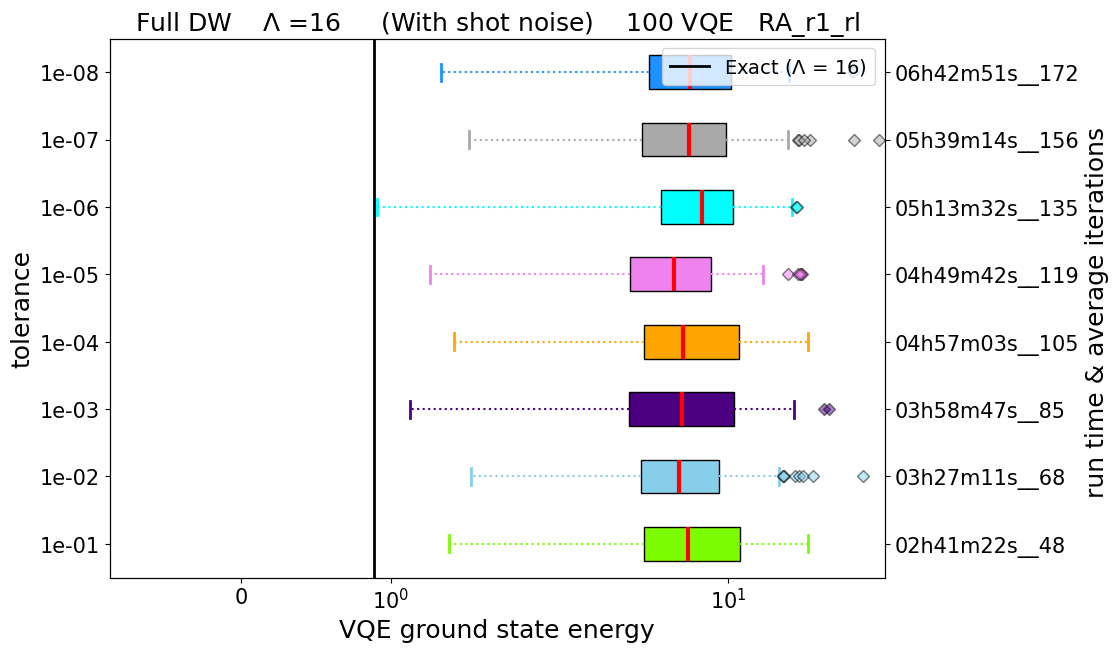 Full DW Λ =16 (With shot noise) 100 VQE RA_r1_rl
Exact (Λ = 16)
1e-08 06h42m51s__172
1e-07 05h39m14s__156
1e-06 05h13m32s__135
1e-05 04h49m42s__119
1e-04 04h57m03s__105
1e-03 03h58m47s__85
1e-02 03h27m11s__68
1e-01 02h41m22s__48
tolerance
run time & average iterations
0 10⁰ 10¹
VQE ground state energy